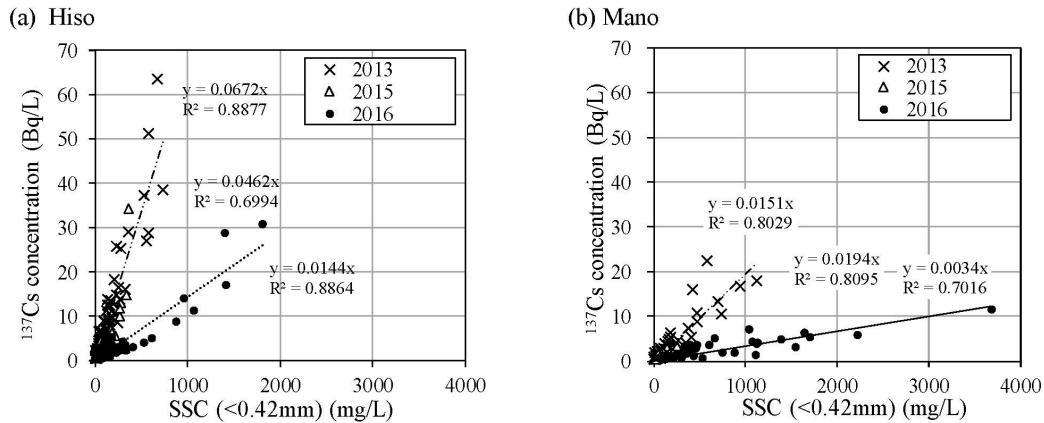 (a) Hiso
70
60
50
40
30
20
10
0
¹³⁷Cs concentration (Bq/L)
2013
2015
2016
y = 0.0672x
R² = 0.8877
y = 0.0462x
R² = 0.6994
y = 0.0144x
R² = 0.8864
0 1000 2000 3000 4000
SSC (<0.42mm) (mg/L)
(b) Mano
70
60
50
40
30
20
10
0
¹³⁷Cs concentration (Bq/L)
2013
2015
2016
y = 0.0151x
R² = 0.8029
y = 0.0194x
R² = 0.8095
y = 0.0034x
R² = 0.7016
0 1000 2000 3000 4000
SSC (<0.42mm) (mg/L)